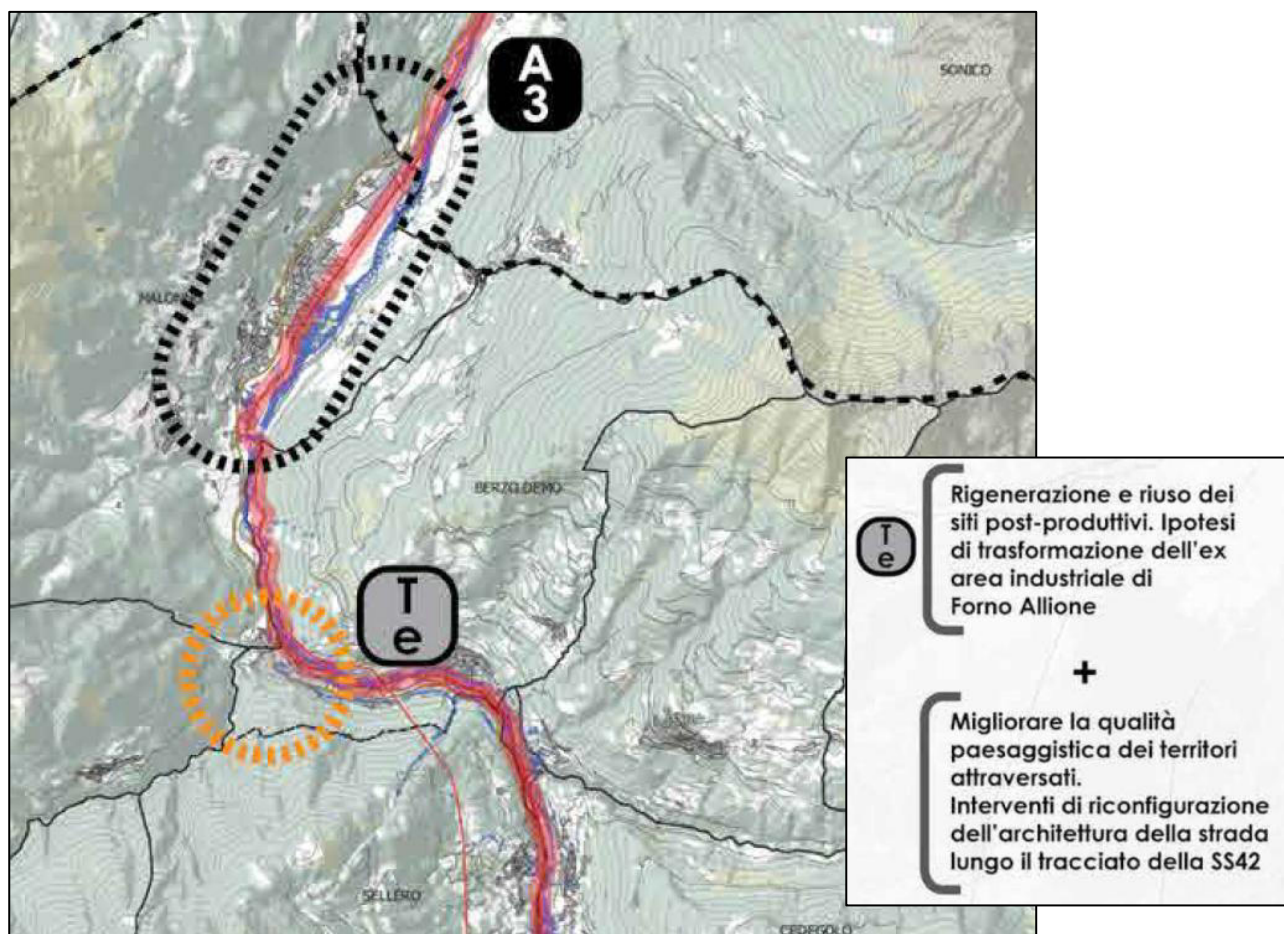 A
3
SONICO
BERZO DEMO
T
e
SELLERO
CEDEGOLO
T
e
Rigenerazione e riuso dei
siti post-produttivi. Ipotesi
di trasformazione dell'ex
area industriale di
Forno Allione
+
Migliorare la qualità
paesaggistica dei territori
attraversati.
Interventi di riconfigurazione
dell'architettura della strada
lungo il tracciato della SS42